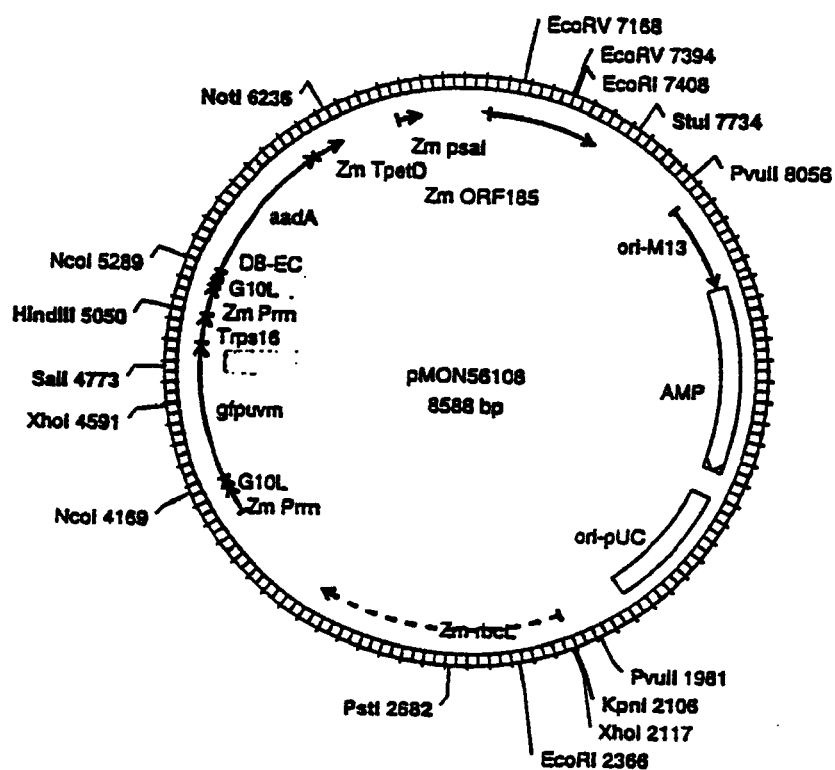 EcoRV 7168
EcoRV 7394
EcoRI 7408
NotI 6236
StuI 7734
Zm psaI
Zm TpetD
PvuII 8056
Zm ORF185
aadA
ori-M13
NcoI 5289
D8-EC
G10L
HindIII 5050
Zm Prrn
Trps16
SalI 4773
pMON56108
AMP
XhoI 4591
gfpuvm
8588 bp
G10L
NcoI 4169
Zm Prrn
ori-pUC
Zm-rbcL
PvuII 1981
PstI 2682
KpnI 2106
XhoI 2117
EcoRI 2366